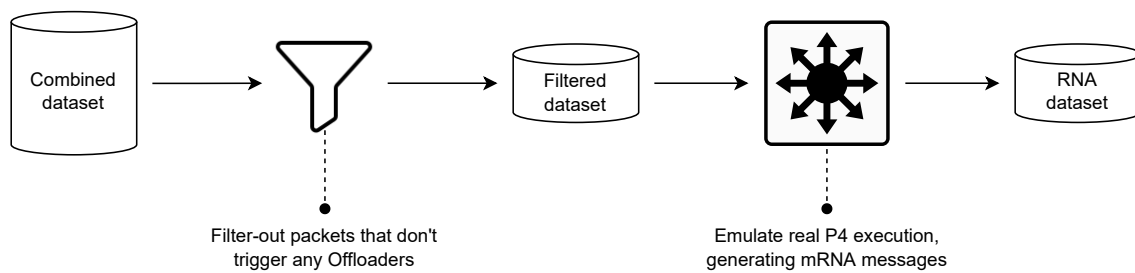 Combined
dataset
Filtered
dataset
RNA
dataset
Filter-out packets that don't
trigger any Offloaders
Emulate real P4 execution,
generating mRNA messages